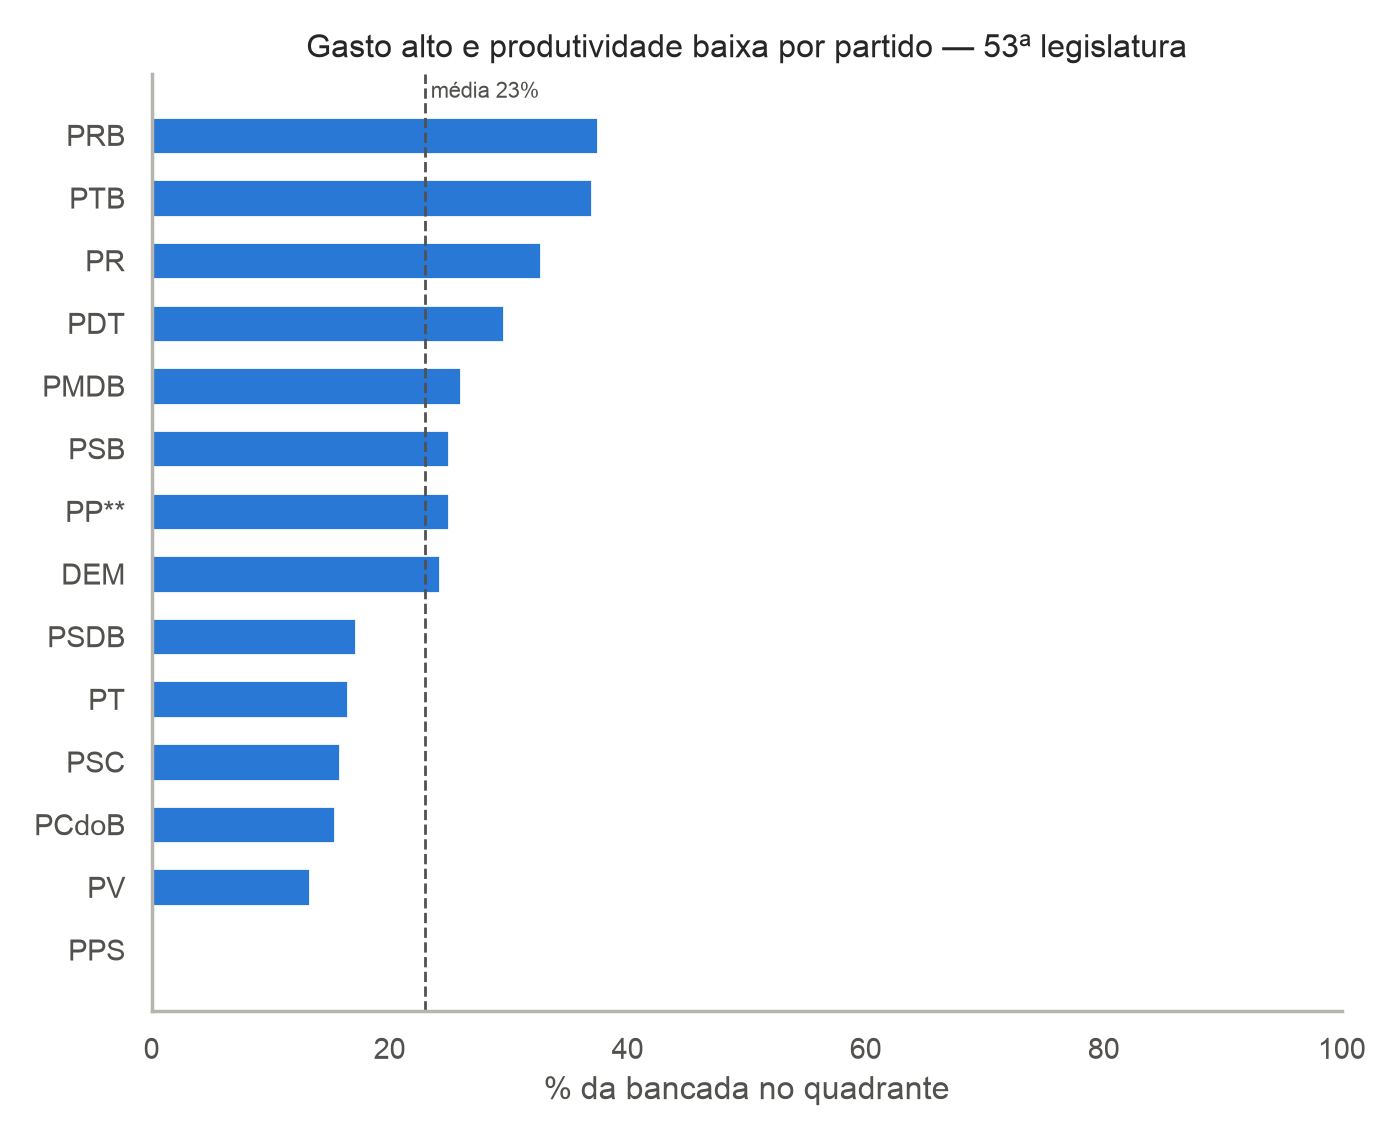 Gasto alto e produtividade baixa por partido — 53ª legislatura
média 23%
PRB
PTB
PR
PDT
PMDB
PSB
PP**
DEM
PSDB
PT
PSC
PCdoB
PV
PPS
0 20 40 60 80 100
% da bancada no quadrante